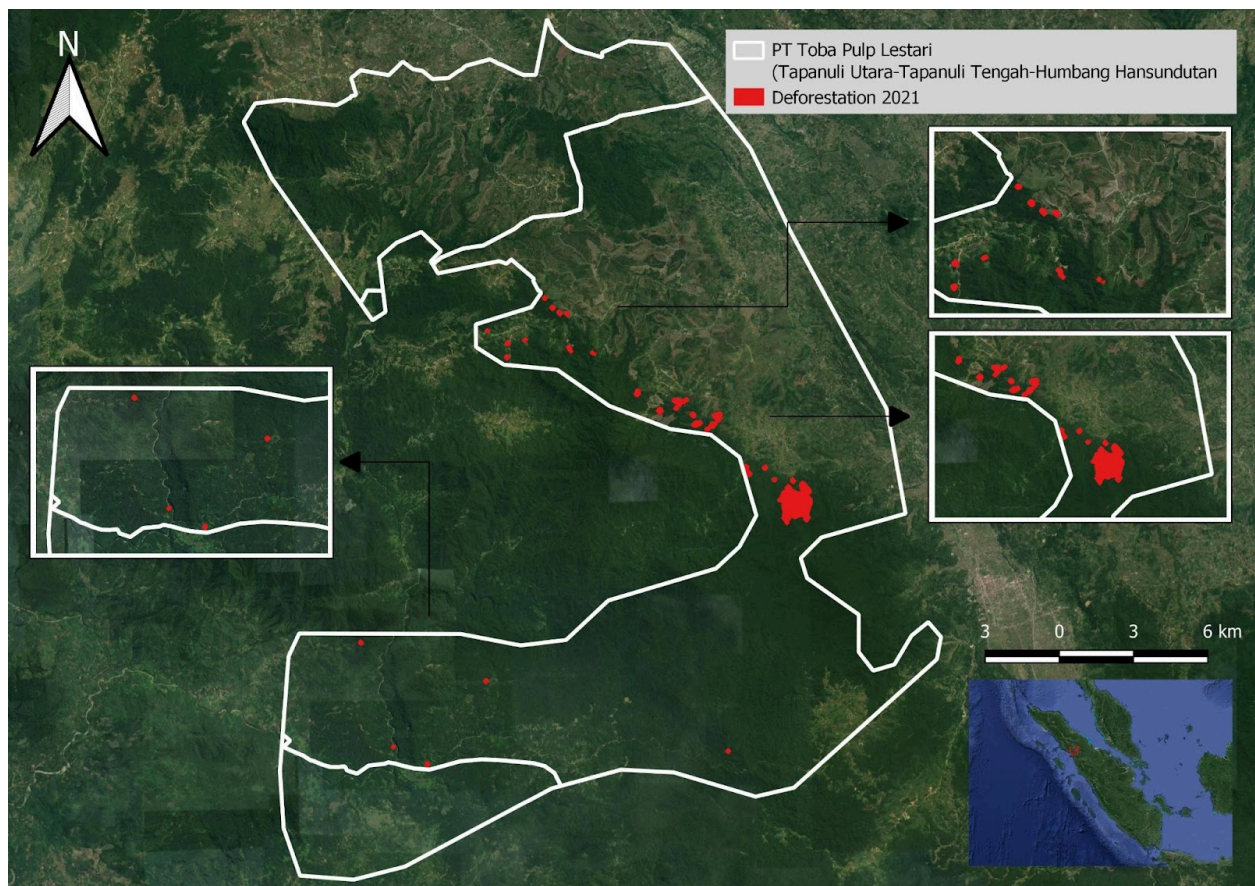 N
PT Toba Pulp Lestari
(Tapanuli Utara-Tapanuli Tengah-Humbang Hansundutan
Deforestation 2021
3 0 3 6 km